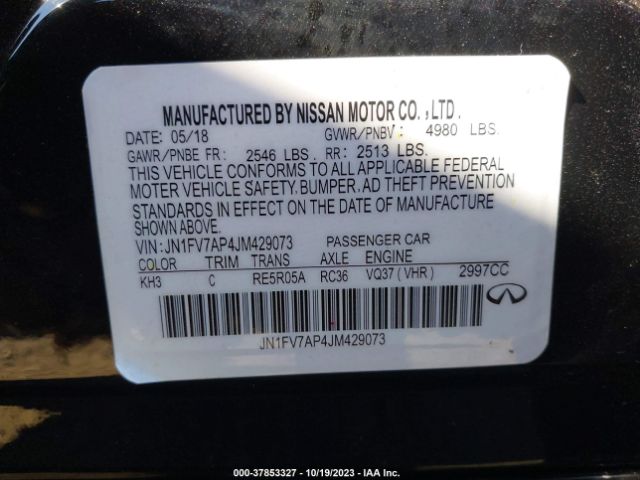 MANUFACTURED BY NISSAN MOTOR CO. ,LTD.
DATE: 05/18 GVWR/PNBV : 4980 LBS.
GAWR/PNBE FR: 2546 LBS. RR: 2513 LBS.
THIS VEHICLE CONFORMS TO ALL APPLICABLE FEDERAL
MOTER VEHICLE SAFETY, BUMPER, AD THEFT PREVENTION
STANDARDS IN EFFECT ON THE DATE OF MANUFACTURE
SHOWN ABOVE.
VIN: JN1FV7AP4JM429073 PASSENGER CAR
COLOR TRIM TRANS AXLE ENGINE
KH3 C RE5R05A RC36 VQ37 (VHR) 2997CC
JN1FV7AP4JM429073
000-37853327 - 10/19/2023 - IAA Inc.